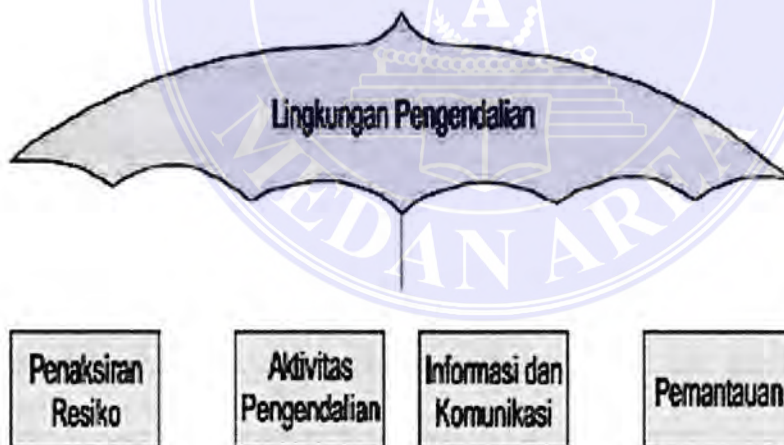 A
Lingkungan Pengendalian
MEDAN AREA
Penaksiran
Resiko
Aktivitas
Pengendalian
Informasi dan
Komunikasi
Pemantauan